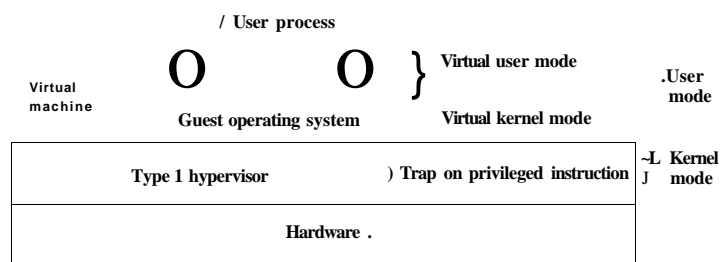 / User process
O O } Virtual user mode
Virtual
machine
.User
mode
Guest operating system Virtual kernel mode
Type 1 hypervisor ) Trap on privileged instruction
~L Kernel
J mode
Hardware .